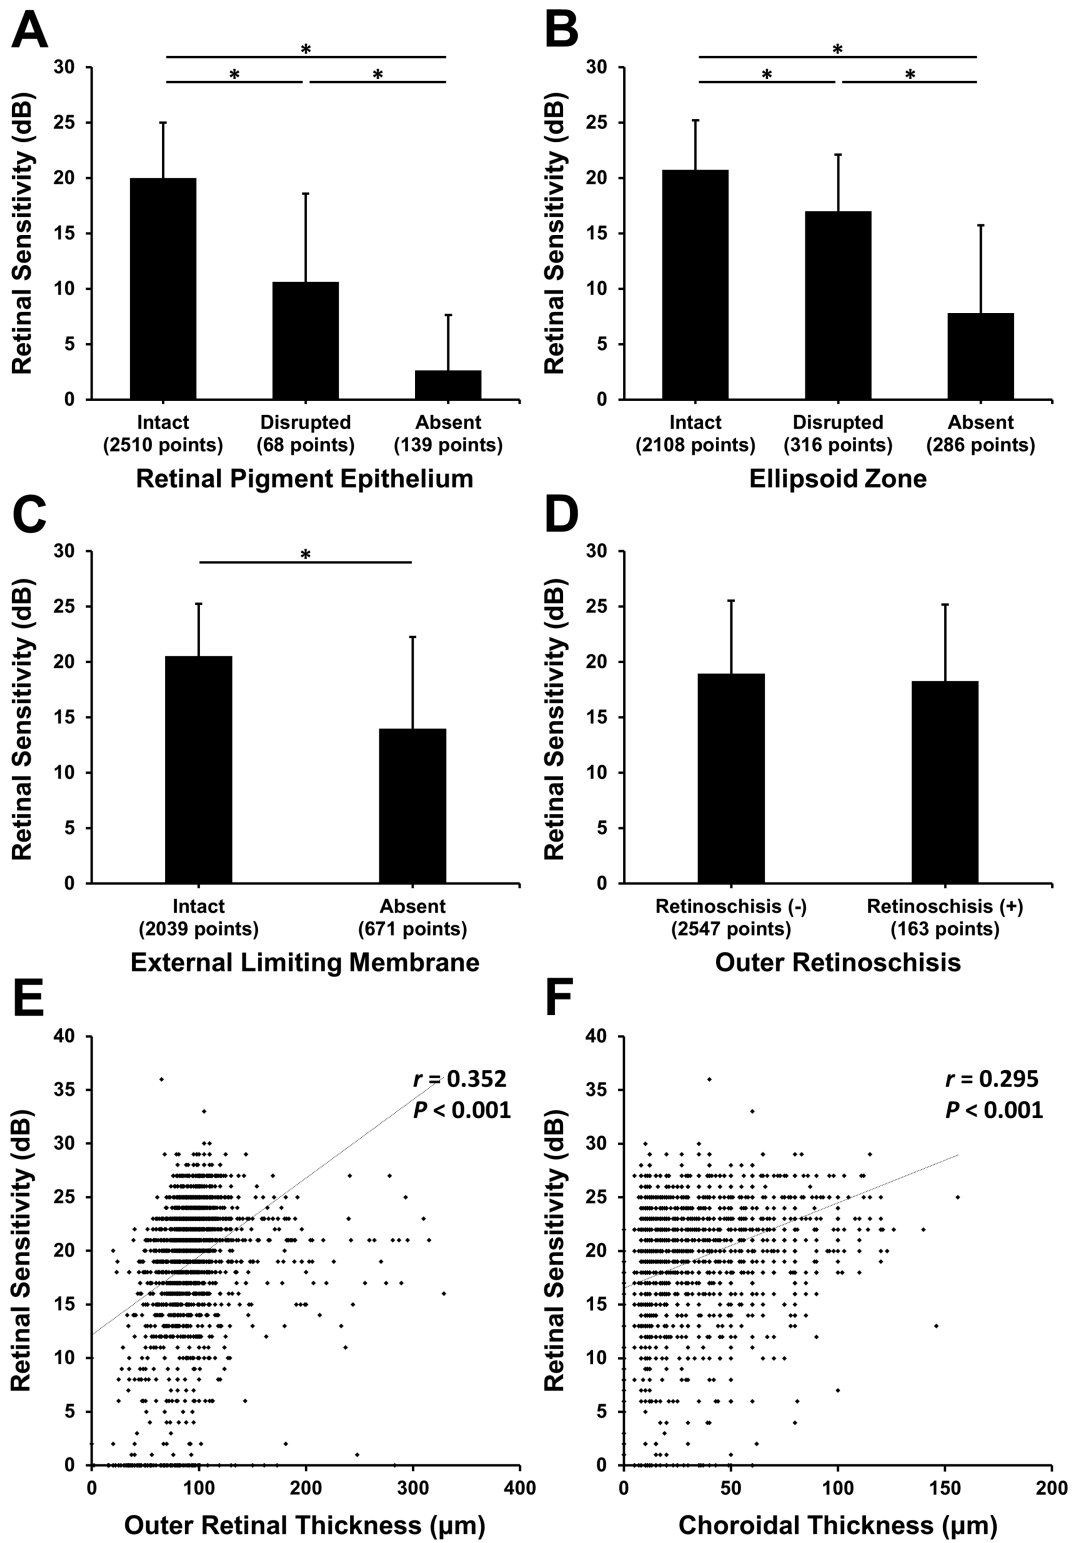 A
*
*
*
30
25
20
15
10
5
0
Retinal Sensitivity (dB)
Intact
(2510 points)
Disrupted
(68 points)
Absent
(139 points)
Retinal Pigment Epithelium
B
*
*
*
30
25
20
15
10
5
0
Retinal Sensitivity (dB)
Intact
(2108 points)
Disrupted
(316 points)
Absent
(286 points)
Ellipsoid Zone
C
*
30
25
20
15
10
5
0
Retinal Sensitivity (dB)
Intact
(2039 points)
Absent
(671 points)
External Limiting Membrane
D
30
25
20
15
10
5
0
Retinal Sensitivity (dB)
Retinoschisis (-)
(2547 points)
Retinoschisis (+)
(163 points)
Outer Retinoschisis
E
40
35
30
25
20
15
10
5
0
Retinal Sensitivity (dB)
r = 0.352
P < 0.001
0
100
200
300
400
Outer Retinal Thickness (μm)
F
40
35
30
25
20
15
10
5
0
Retinal Sensitivity (dB)
r = 0.295
P < 0.001
0
50
100
150
200
Choroidal Thickness (μm)